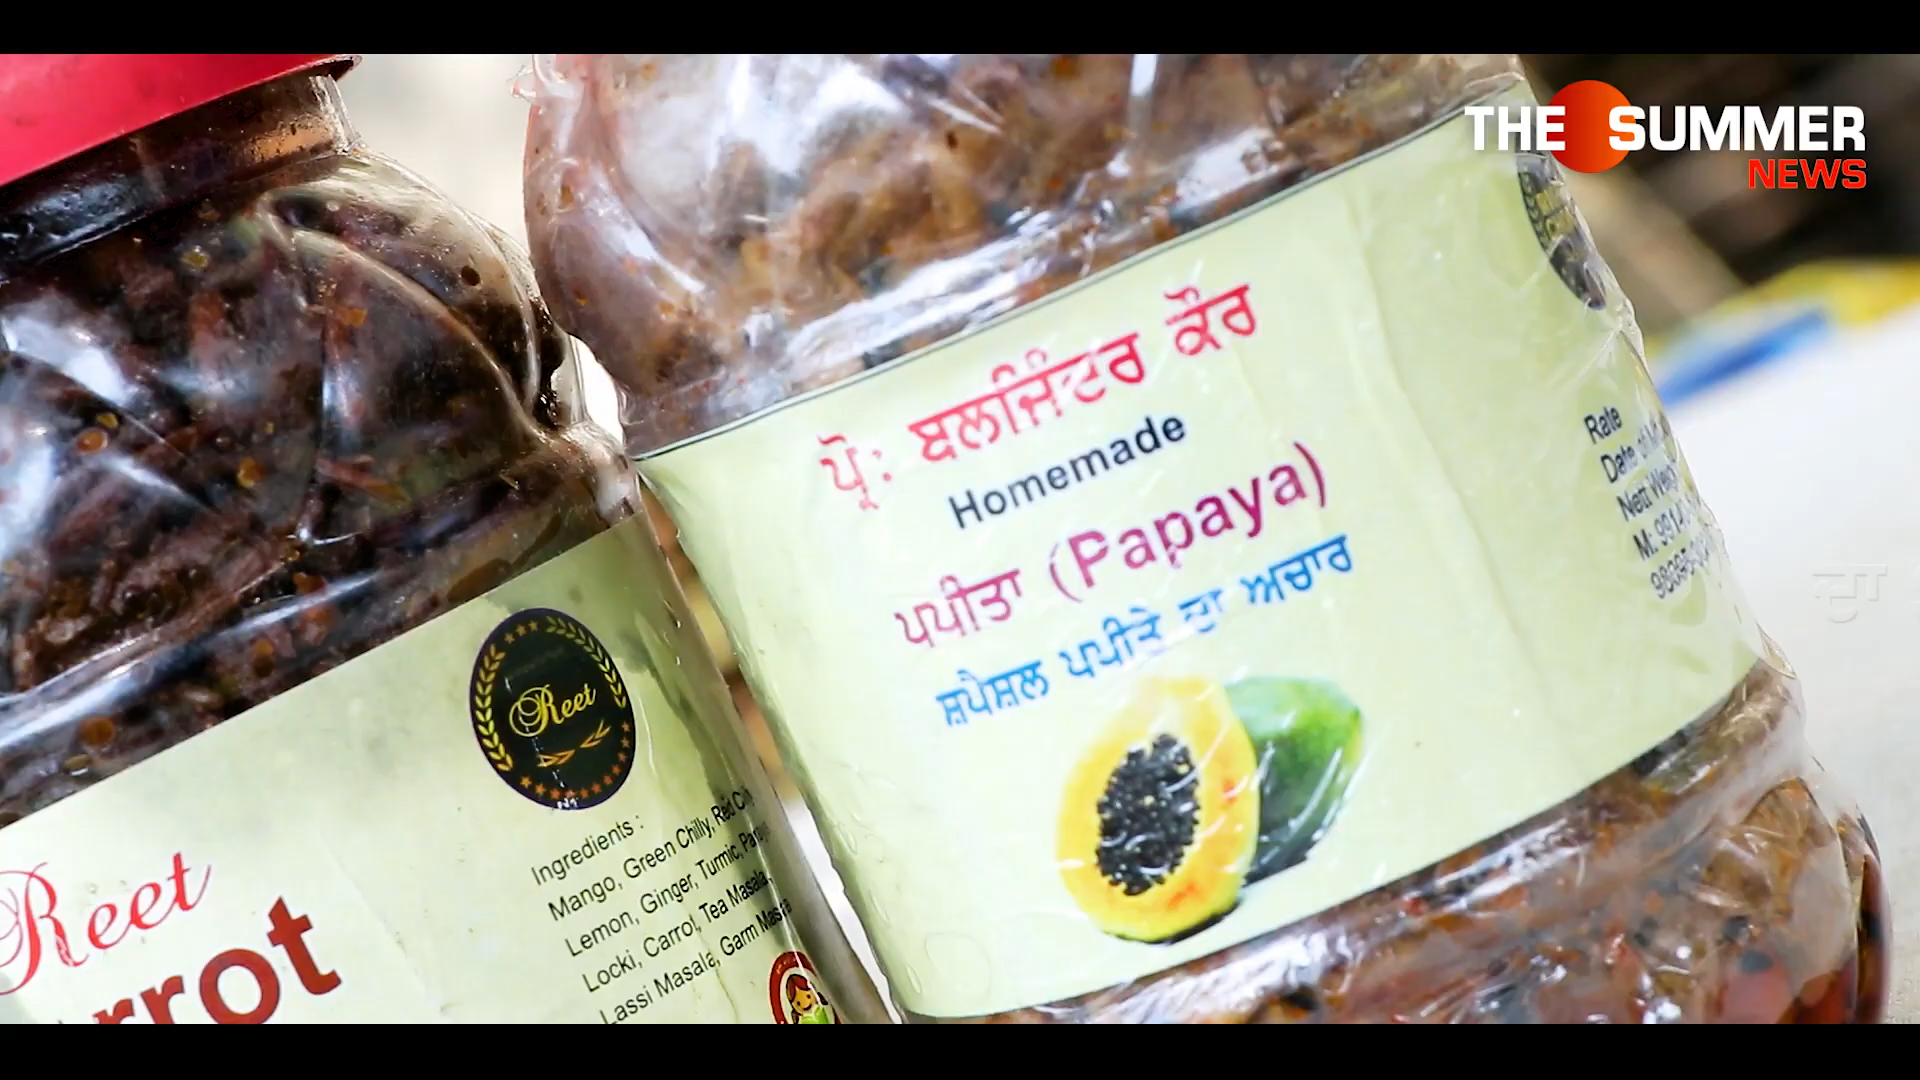 THE SUMMER
NEWS
ਪ੍ਰੋ: ਬਲਜਿੰਦਰ ਕੌਰ
Homemade
ਪਪੀਤਾ (Papaya)
ਸ਼ਪੈਸ਼ਲ ਪਪੀਤੇ ਦਾ ਅਚਾਰ
Rate
Date of
Nett
M:
Reet
Ingredients :
Mango, Green Chilly, Red
Lemon, Ginger, Turmic,
Locki, Carrot, Tea Masala,
Lassi Masala, Garm Masala
Reet
rrot
ਦਾ